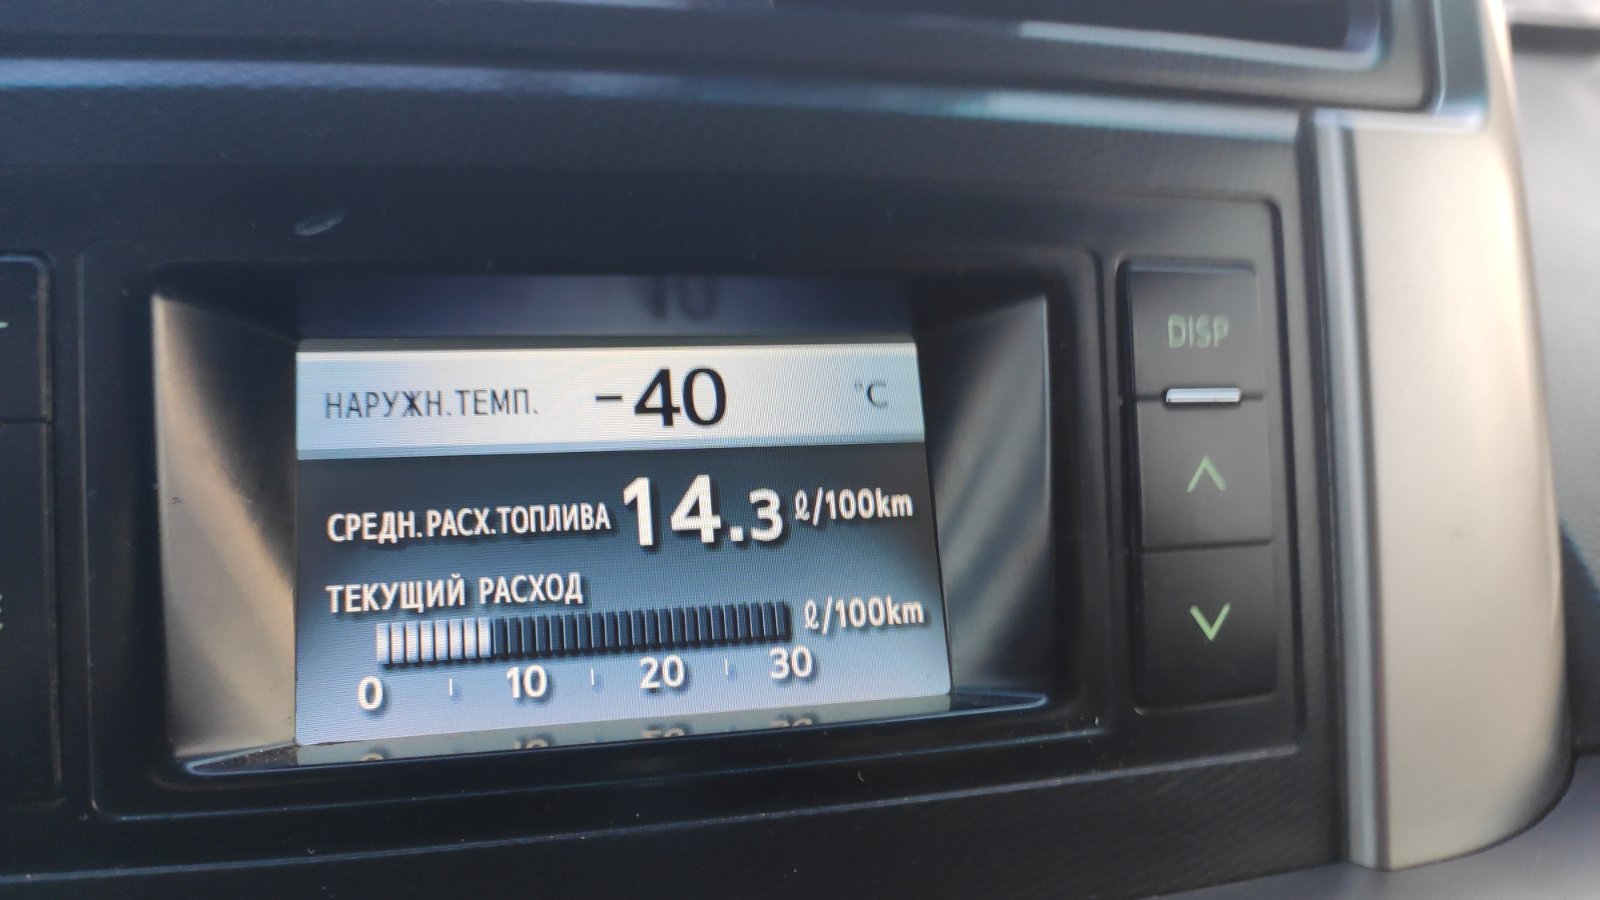 НАРУЖН.ТЕМП. -40 °C
DISP
СРЕДН.РАСХ.ТОПЛИВА 14.3 ℓ/100km
ТЕКУЩИЙ РАСХОД
ℓ/100km
0 10 20 30